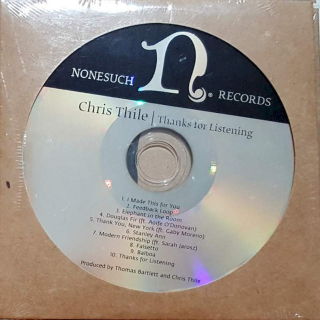 NONESUCH n® RECORDS
Chris Thile | Thanks for Listening
1. I Made This for You
2. Feedback Loop
3. Elephant in the Room
4. Douglas Fir (ft. Aoife O'Donovan)
5. Thank You, New York (ft. Gaby Moreno)
6. Stanley Ann
7. Modern Friendship (ft. Sarah Jarosz)
8. Falsetto
9. Balboa
10. Thanks for Listening
Produced by Thomas Bartlett and Chris Thile